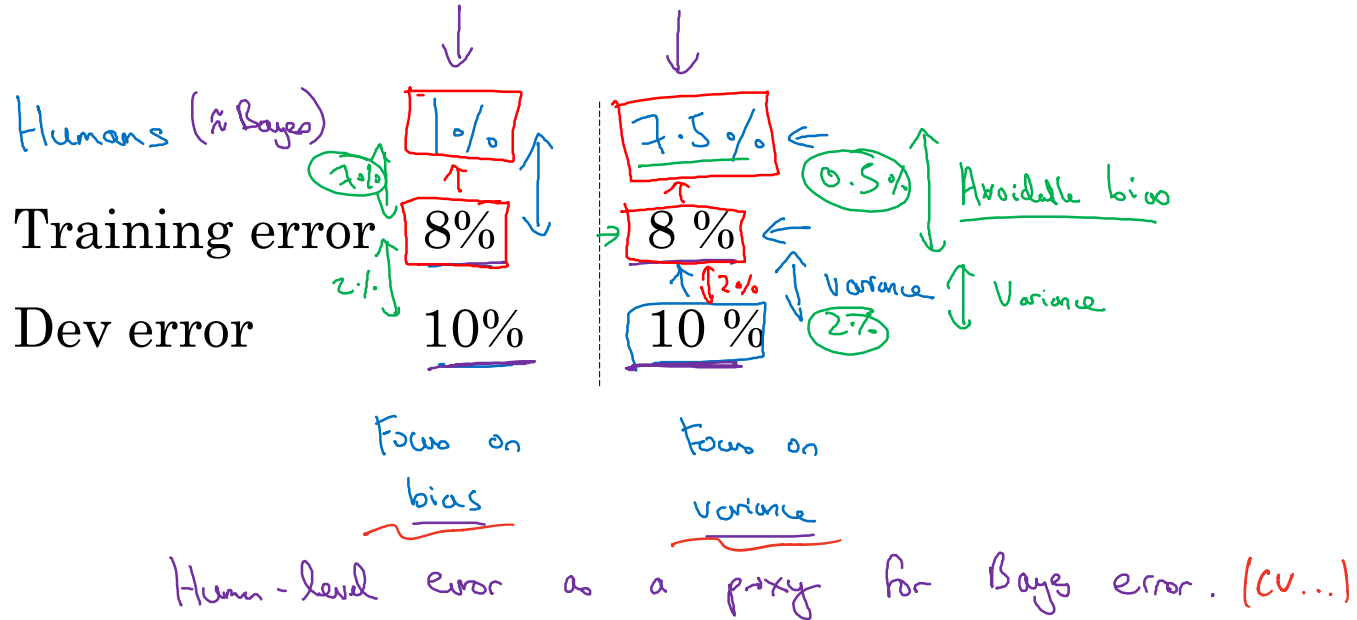 Humans (≈ Bayes) 1% 7.5%
7% 0.5% Avoidable bias
Training error 8% 8 %
2% 2% variance Variance
Dev error 10% 10 % 2%
Focus on Focus on
bias variance
Human-level error as a proxy for Bayes error. (CV...)